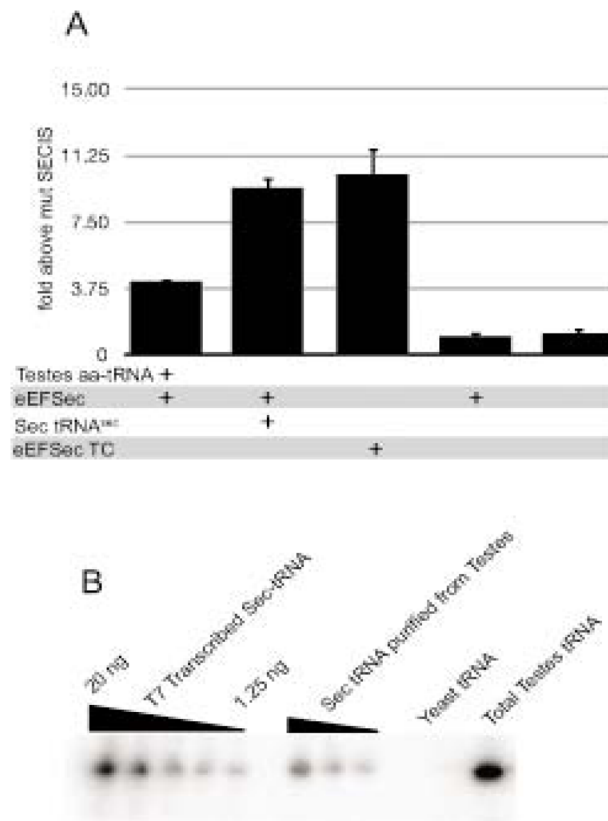 A
fold above mut SECIS
15.00
11.25
7.50
3.75
0
Testes aa-tRNA +
eEFSec + + +
Sec tRNAˢᵉᶜ +
eEFSec TC +
B
20 ng
T7 Transcribed Sec-tRNA
1.25 ng
Sec tRNA purified from Testes
Yeast tRNA
Total Testes tRNA